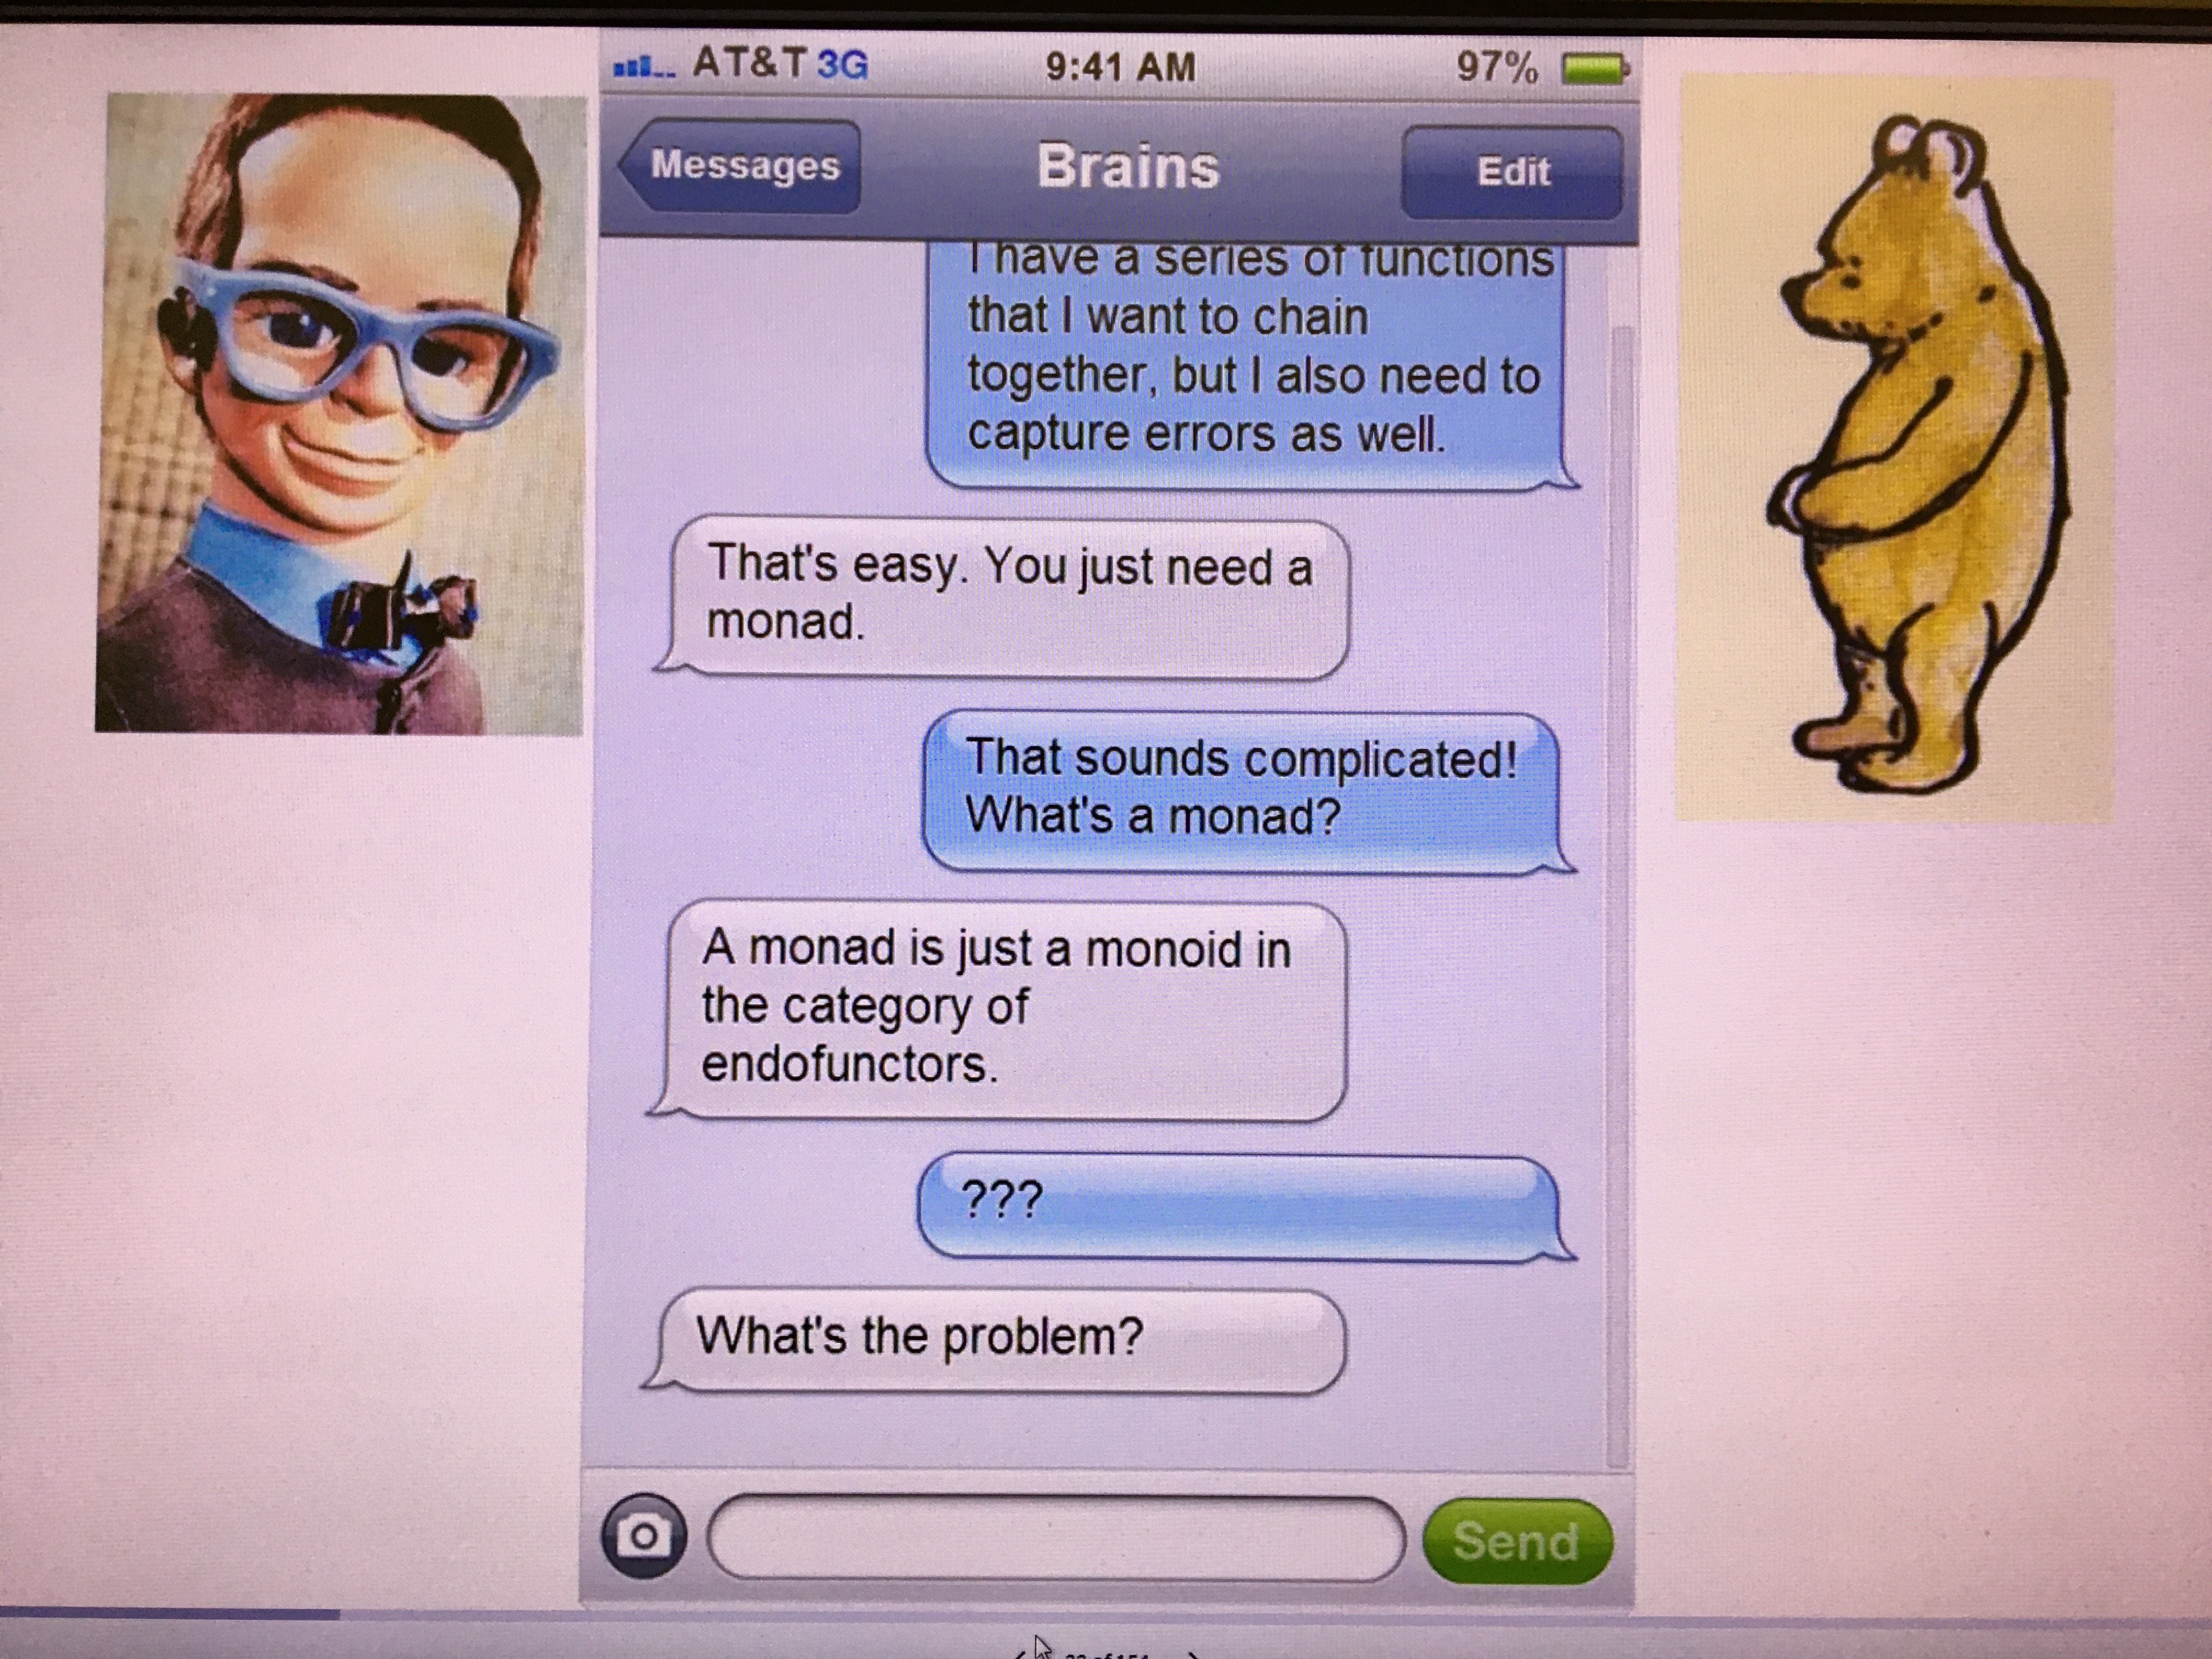 AT&T 3G 9:41 AM 97%
Messages Brains Edit
I have a series of functions
that I want to chain
together, but I also need to
capture errors as well.
That's easy. You just need a
monad.
That sounds complicated!
What's a monad?
A monad is just a monoid in
the category of
endofunctors.
???
What's the problem?
Send